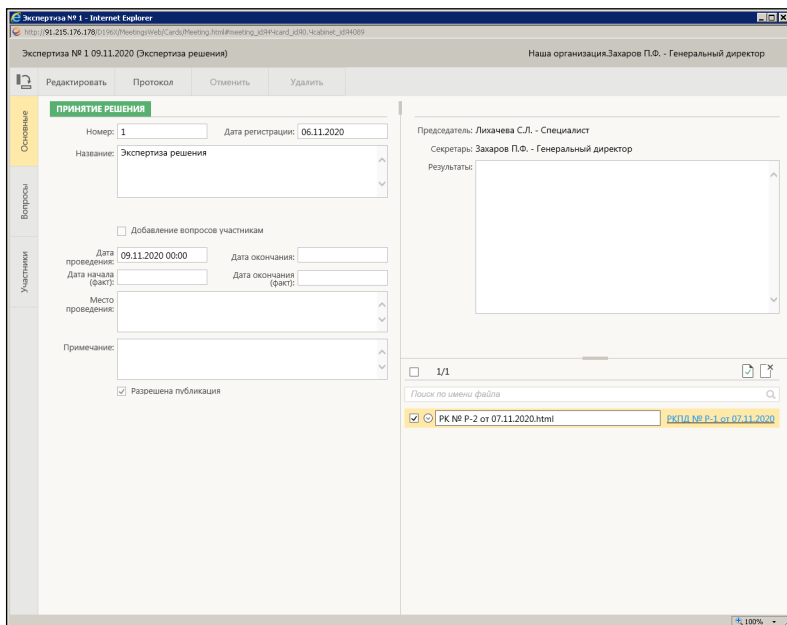 Экспертиза № 1 - Internet Explorer
Экспертиза № 1 09.11.2020 (Экспертиза решения)
Наша организация.Захаров П.Ф. - Генеральный директор
Редактировать Протокол Отменить Удалить
Основные
Вопросы
Участники
ПРИНЯТИЕ РЕШЕНИЯ
Номер: 1 Дата регистрации: 06.11.2020
Название: Экспертиза решения
Добавление вопросов участникам
Дата проведения: 09.11.2020 00:00 Дата окончания:
Дата начала (факт): Дата окончания (факт):
Место проведения:
Примечание:
Разрешена публикация
Председатель: Лихачева С.Л. - Специалист
Секретарь: Захаров П.Ф. - Генеральный директор
Результаты:
1/1
Поиск по имени файла
РК № Р-2 от 07.11.2020.html РКПД № Р-1 от 07.11.2020
100%